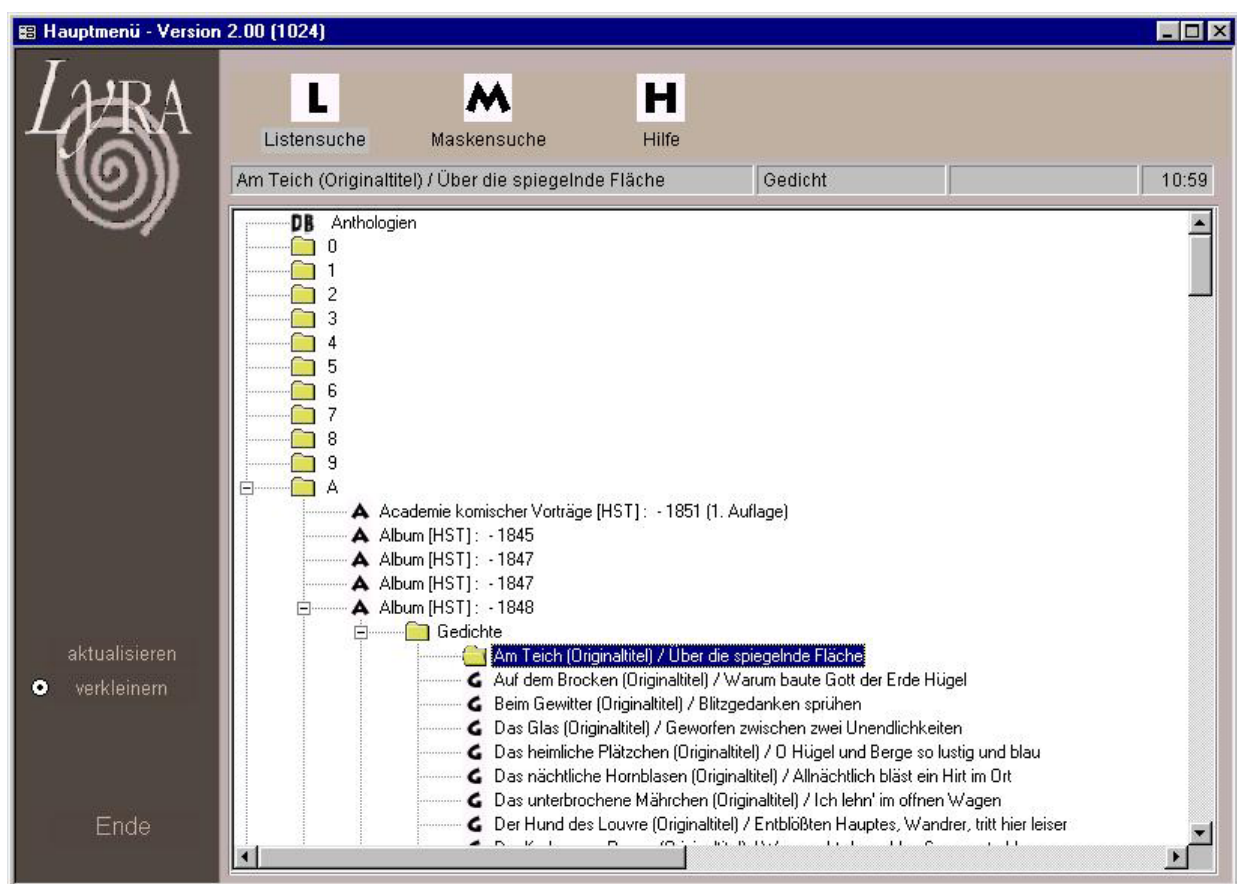 Hauptmenü - Version 2.00 (1024)
LYRA
L M H
Listensuche Maskensuche Hilfe
Am Teich (Originaltitel) / Über die spiegelnde Fläche Gedicht 10:59
DB Anthologien
0
1
2
3
4
5
6
7
8
9
A
A Academie komischer Vorträge [HST] : - 1851 (1. Auflage)
A Album [HST] : - 1845
A Album [HST] : - 1847
A Album [HST] : - 1847
A Album [HST] : - 1848
Gedichte
Am Teich (Originaltitel) / Über die spiegelnde Fläche
G Auf dem Brocken (Originaltitel) / Warum baute Gott der Erde Hügel
G Beim Gewitter (Originaltitel) / Blitzgedanken sprühen
G Das Glas (Originaltitel) / Geworfen zwischen zwei Unendlichkeiten
G Das heimliche Plätzchen (Originaltitel) / O Hügel und Berge so lustig und blau
G Das nächtliche Hornblasen (Originaltitel) / Allnächtlich bläst ein Hirt im Ort
G Das unterbrochene Mährchen (Originaltitel) / Ich lehn' im offnen Wagen
G Der Hund des Louvre (Originaltitel) / Entblößten Hauptes, Wandrer, tritt hier leiser
aktualisieren
verkleinern
Ende